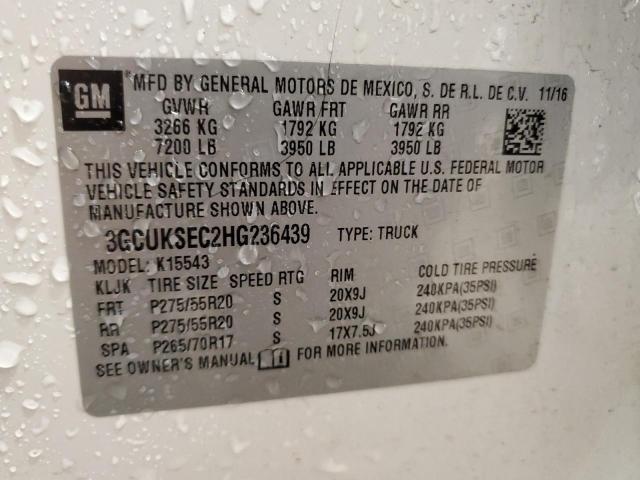 GM
*MFD BY GENERAL MOTORS DE MEXICO, S. DE R.L. DE C.V. 11/16
GVWR GAWR FRT GAWR RR
3266 KG 1792 KG 1792 KG
7200 LB 3950 LB 3950 LB
THIS VEHICLE CONFORMS TO ALL APPLICABLE U.S. FEDERAL MOTOR
VEHICLE SAFETY STANDARDS IN EFFECT ON THE DATE OF
MANUFACTURE SHOWN ABOVE.
3GCUKSEC2HG236439 TYPE: TRUCK
MODEL: K15543
KLJK TIRE SIZE SPEED RTG RIM COLD TIRE PRESSURE
FRT P275/55R20 S 20X9J 240KPA(35PSI)
RR P275/55R20 S 20X9J 240KPA(35PSI)
SPA P265/70R17 S 17X7.5J 240KPA(35PSI)
SEE OWNER'S MANUAL FOR MORE INFORMATION.